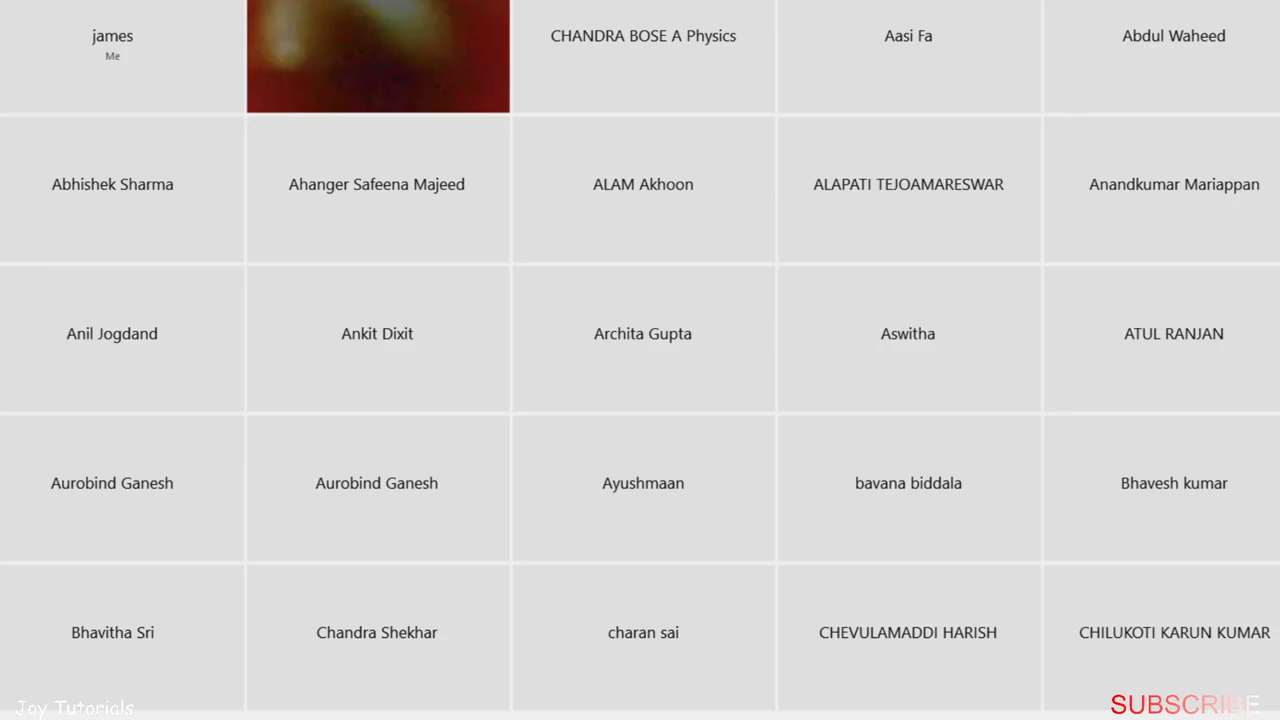 james
Me
CHANDRA BOSE A Physics
Aasi Fa
Abdul Waheed
Abhishek Sharma
Ahanger Safeena Majeed
ALAM Akhoon
ALAPATI TEJOAMARESWAR
Anandkumar Mariappan
Anil Jogdand
Ankit Dixit
Archita Gupta
Aswitha
ATUL RANJAN
Aurobind Ganesh
Aurobind Ganesh
Ayushmaan
bavana biddala
Bhavesh kumar
Bhavitha Sri
Chandra Shekhar
charan sai
CHEVULAMADDI HARISH
CHILUKOTI KARUN KUMAR
Joy Tutorials
SUBSCRIBE